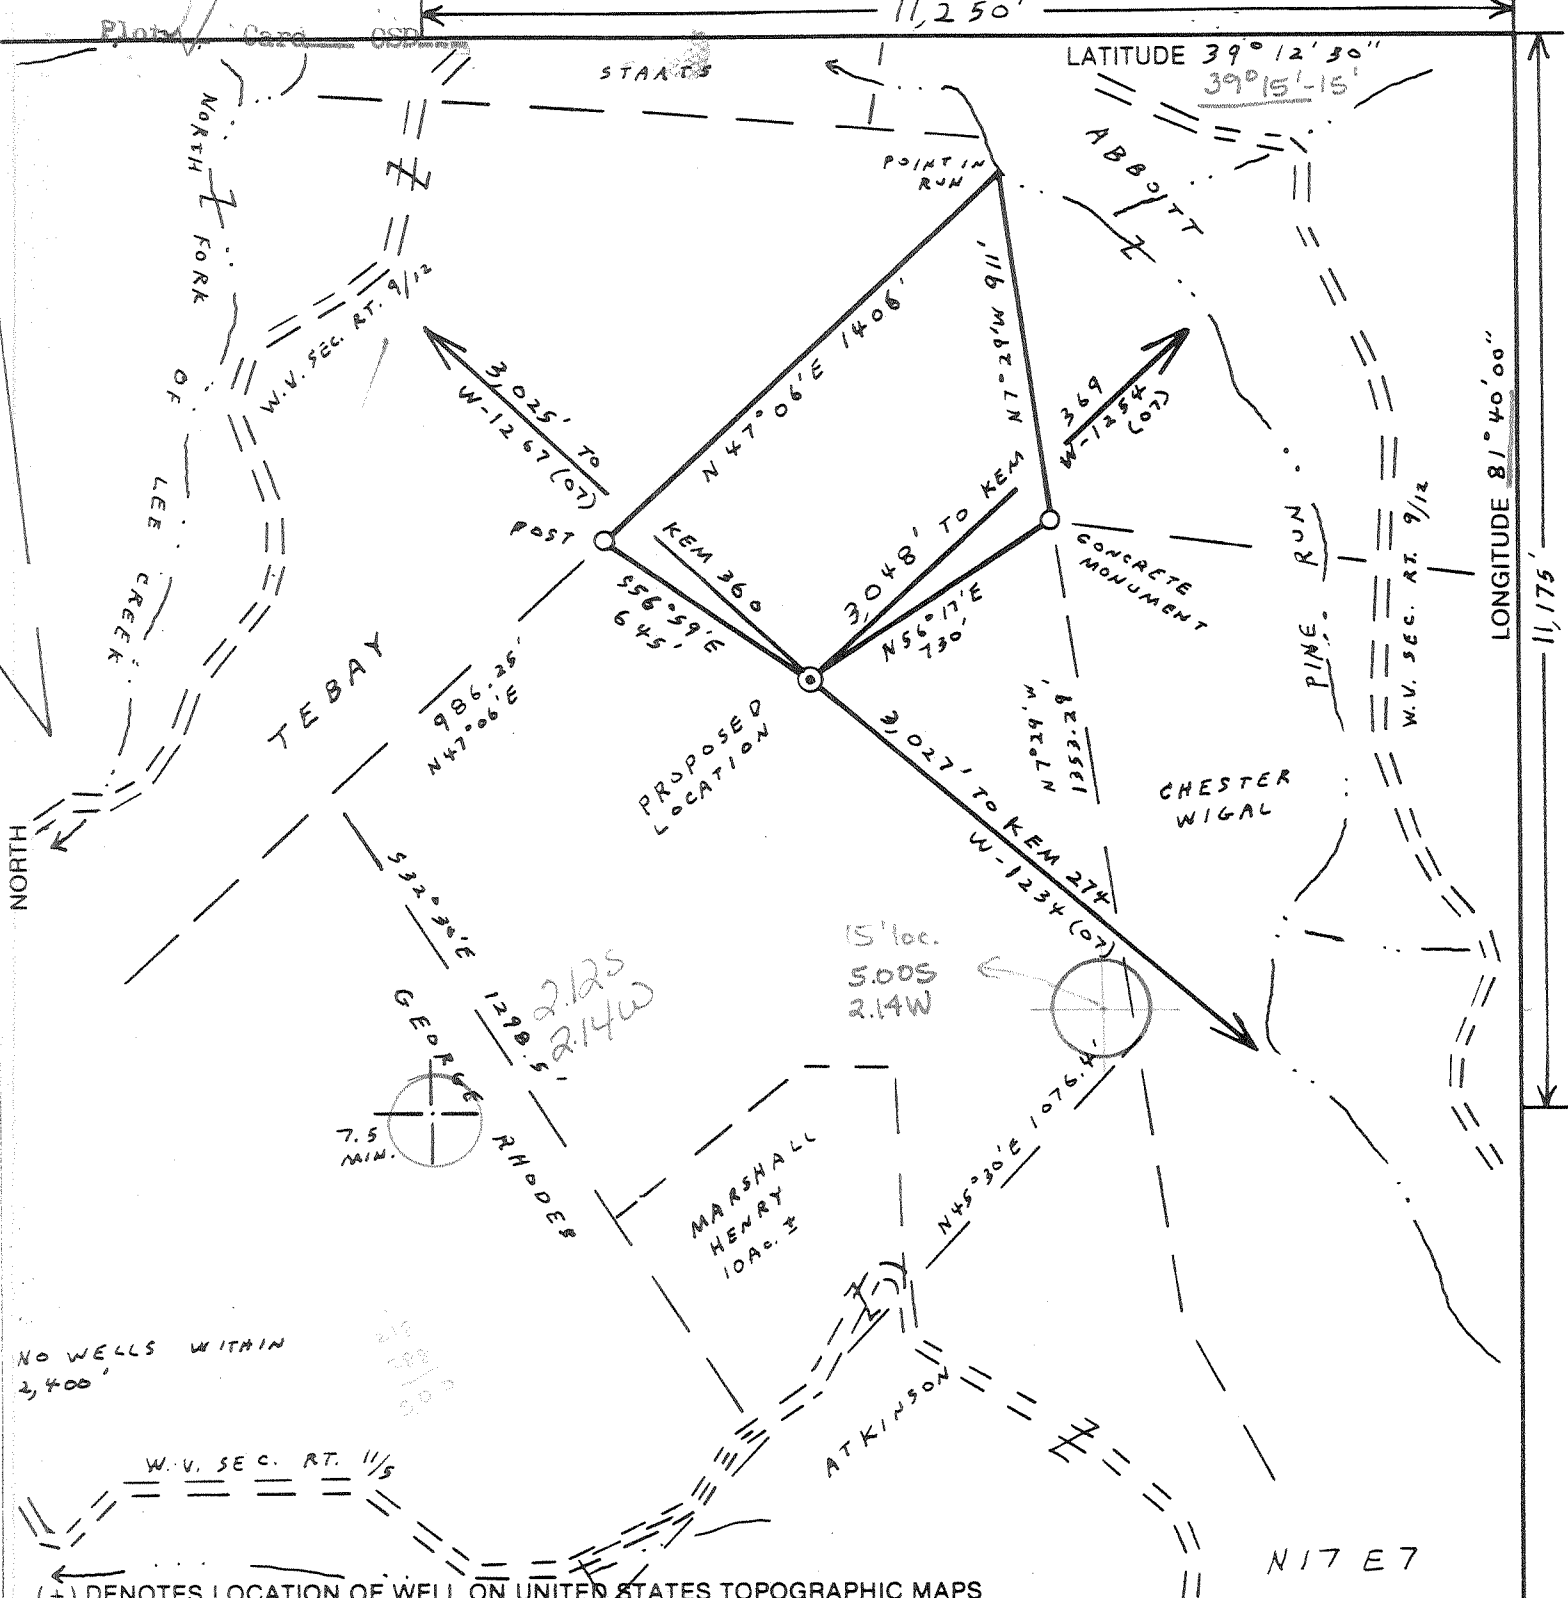 11,250'
Plotted Card OSD
STARTS
LATITUDE 39° 12' 30"
39° 15' - 15'
NORTH FORK
OF
LEE CREEK
W.V. SEC. RT. 9/12
POINT IN
RUN
ABBOTT
3,025' TO
W-1267 (07)
KEM 360
N 47° 06' E 1406'
N7° 29' W 911'
369
W-1254
(07)
3,048' TO KEM
POST
S56° 59' E
645'
N56° 17' E
730'
CONCRETE
MONUMENT
PINE RUN
W.V. SEC. RT. 9/12
LONGITUDE 81° 40' 00"
11,175'
TEBAY
986.25'
N47° 06' E
PROPOSED
LOCATION
N7° 29' W'
1353.29
3,027' TO KEM 274
W-1234 (07)
CHESTER
WIGAL
NORTH
S32° 30' E
1298.5'
2.12S
2.14W
15' loc.
5.00S
2.14W
GEORGE RHODES
7.5
MIN.
MARSHALL
HENRY
10 Ac. ±
N45° 30' E 1076.4'
NO WELLS WITHIN
2,400'
ATKINSON
W.V. SEC. RT. 11/5
N17 E7
(+) DENOTES LOCATION OF WELL ON UNITED STATES TOPOGRAPHIC MAPS